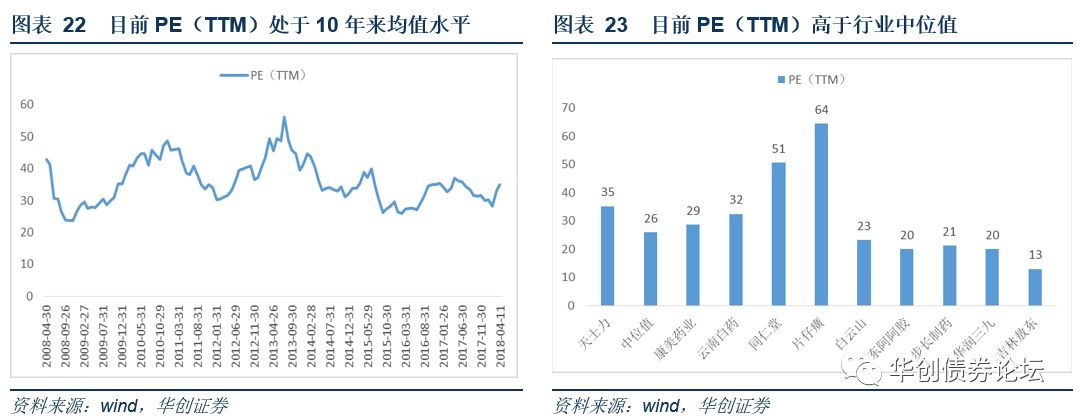 图表 22 目前 PE（TTM）处于 10 年来均值水平
PE（TTM）
60
50
40
30
20
10
0
2008-04-30
2008-09-26
2009-02-27
2009-07-31
2009-12-31
2010-05-31
2010-10-29
2011-03-31
2011-08-31
2012-01-31
2012-06-29
2012-11-30
2013-04-26
2013-09-30
2014-02-28
2014-07-31
2014-12-31
2015-05-29
2015-10-30
2016-03-31
2016-08-31
2017-01-26
2017-06-30
2017-11-30
2018-04-11
资料来源：wind，华创证券
图表 23 目前 PE（TTM）高于行业中位值
PE（TTM）
70
60
50
40
30
20
10
0
35
26
29
32
51
64
23
20
21
20
13
天士力
中位值
康美药业
云南白药
同仁堂
片仔癀
白云山
东阿阿胶
步长制药
华润三九
吉林敖东
华创债券论坛
资料来源：wind，华创证券